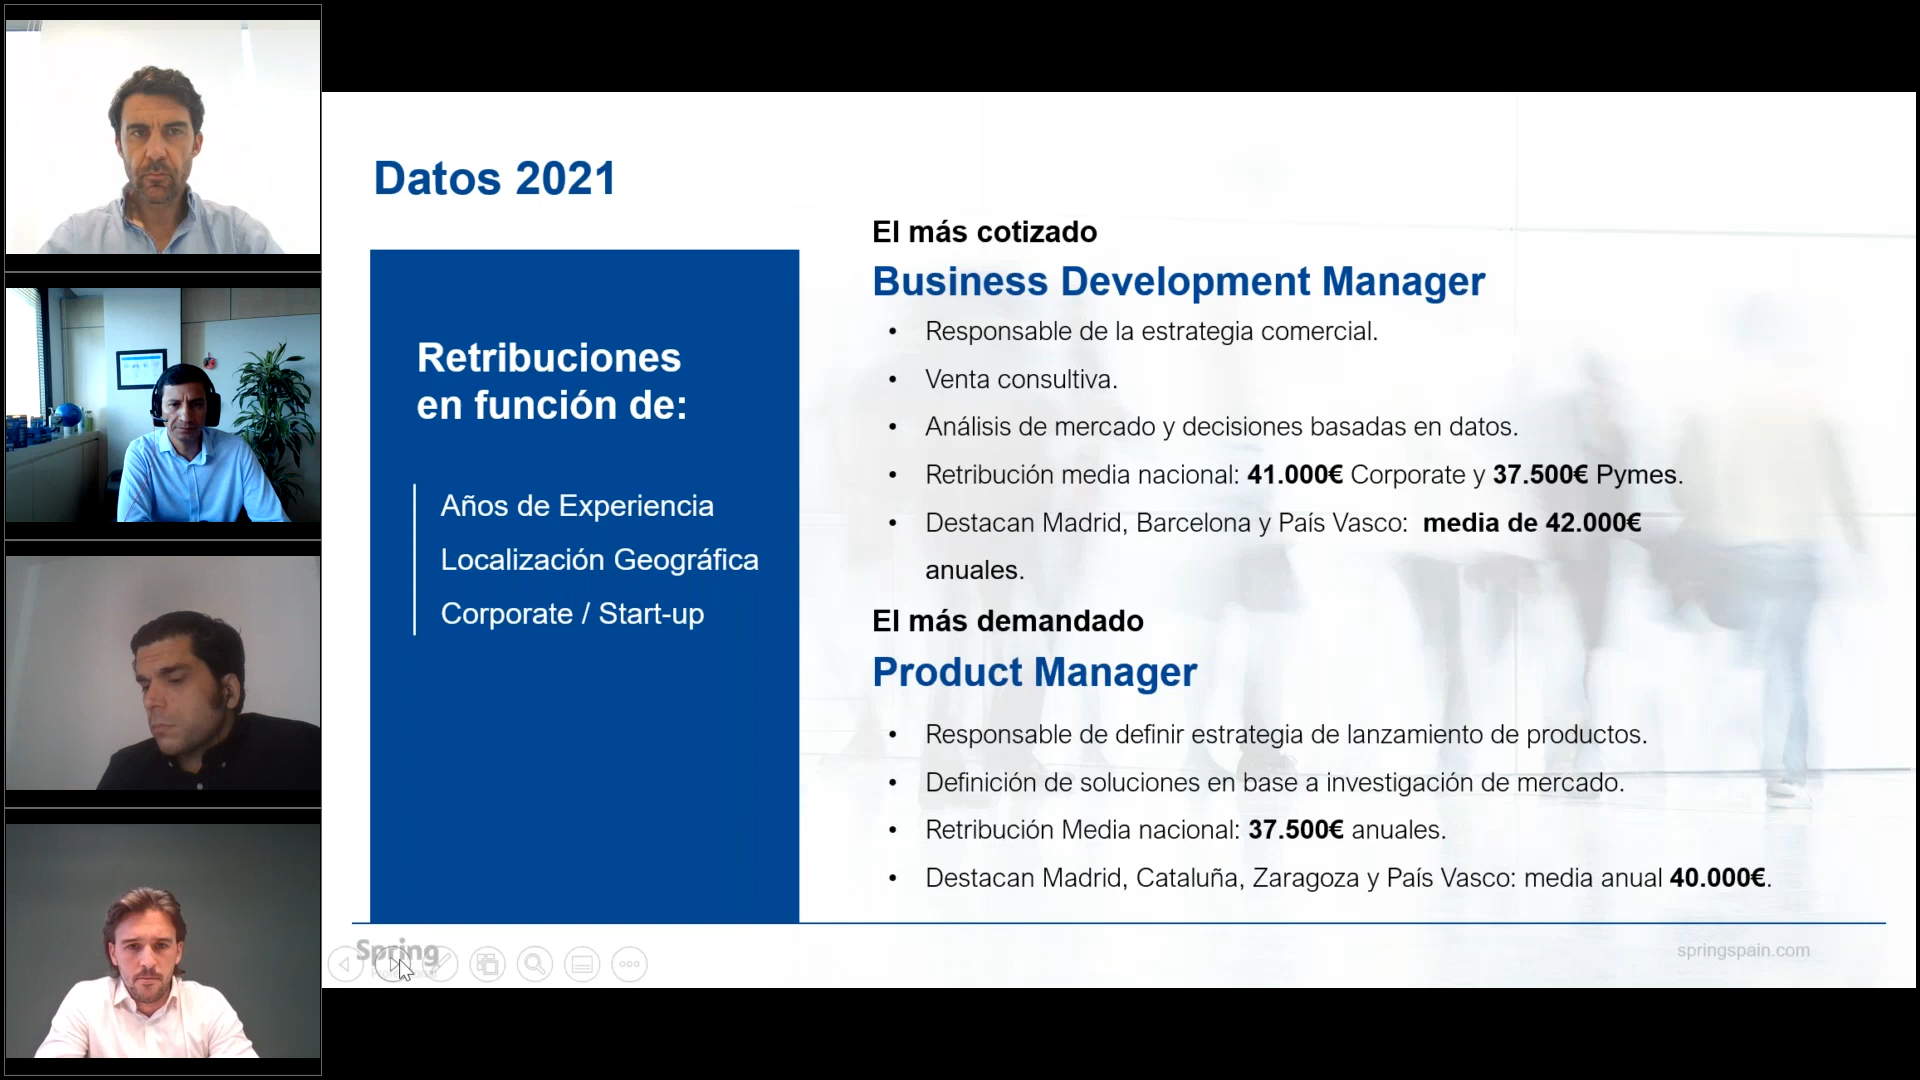 Datos 2021
Retribuciones
en función de:
Años de Experiencia
Localización Geográfica
Corporate / Start-up
El más cotizado
Business Development Manager
• Responsable de la estrategia comercial.
• Venta consultiva.
• Análisis de mercado y decisiones basadas en datos.
• Retribución media nacional: 41.000€ Corporate y 37.500€ Pymes.
• Destacan Madrid, Barcelona y País Vasco: media de 42.000€
anuales.
El más demandado
Product Manager
• Responsable de definir estrategia de lanzamiento de productos.
• Definición de soluciones en base a investigación de mercado.
• Retribución Media nacional: 37.500€ anuales.
• Destacan Madrid, Cataluña, Zaragoza y País Vasco: media anual 40.000€.
Spring
springspain.com